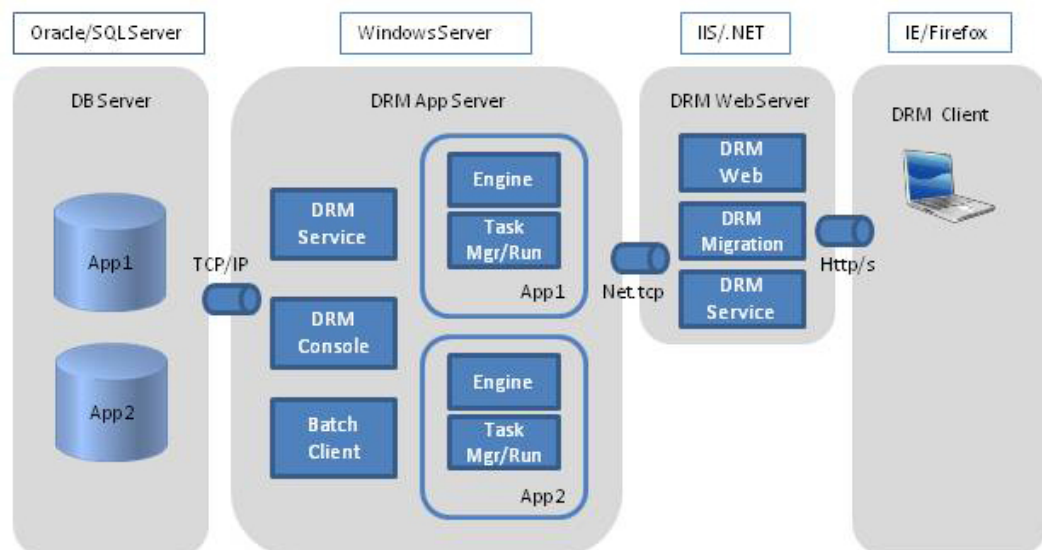 Oracle/SQLServer
WindowsServer
IIS/.NET
IE/Firefox
DB Server
App1
App2
TCP/IP
DRM App Server
DRM
Service
DRM
Console
Batch
Client
Engine
Task
Mgr/Run
App1
Engine
Task
Mgr/Run
App2
Net.tcp
DRM WebServer
DRM
Web
DRM
Migration
DRM
Service
Http/s
DRM Client